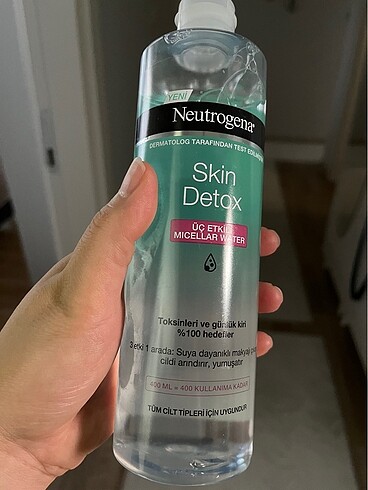 YENİ
Neutrogena®
DERMATOLOG TARAFINDAN TEST
Skin
Detox
ÜÇ ETKİLİ
MICELLAR WATER
Toksinleri ve günlük kiri
%100 hedefler
3 etki 1 arada: Suya dayanıklı makyajı
cildi arındırır, yumuşatır
400 ML = 400 KULLANIMA KADAR
TÜM CİLT TİPLERİ İÇİN UYGUNDUR